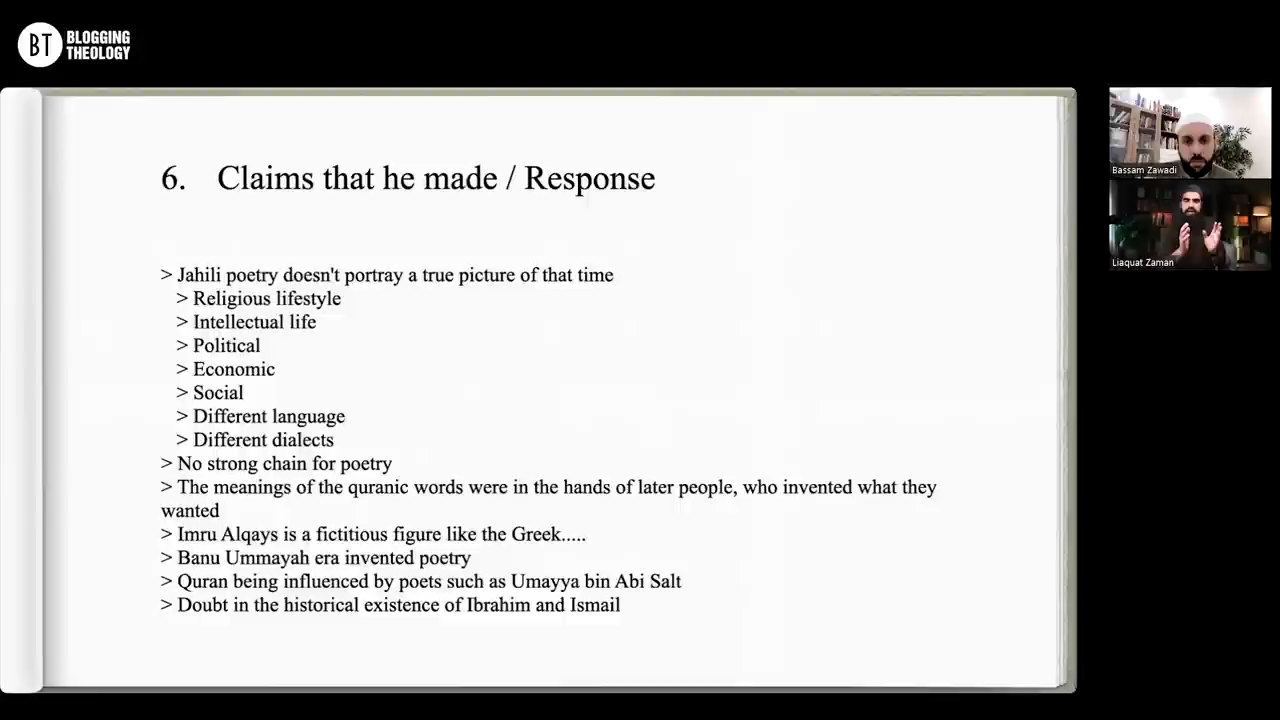 BT BLOGGING
THEOLOGY
6. Claims that he made / Response
> Jahili poetry doesn't portray a true picture of that time
> Religious lifestyle
> Intellectual life
> Political
> Economic
> Social
> Different language
> Different dialects
> No strong chain for poetry
> The meanings of the quranic words were in the hands of later people, who invented what they
wanted
> Imru Alqays is a fictitious figure like the Greek.....
> Banu Ummayah era invented poetry
> Quran being influenced by poets such as Umayya bin Abi Salt
> Doubt in the historical existence of Ibrahim and Ismail
Bassam Zawadi
Liaquat Zaman